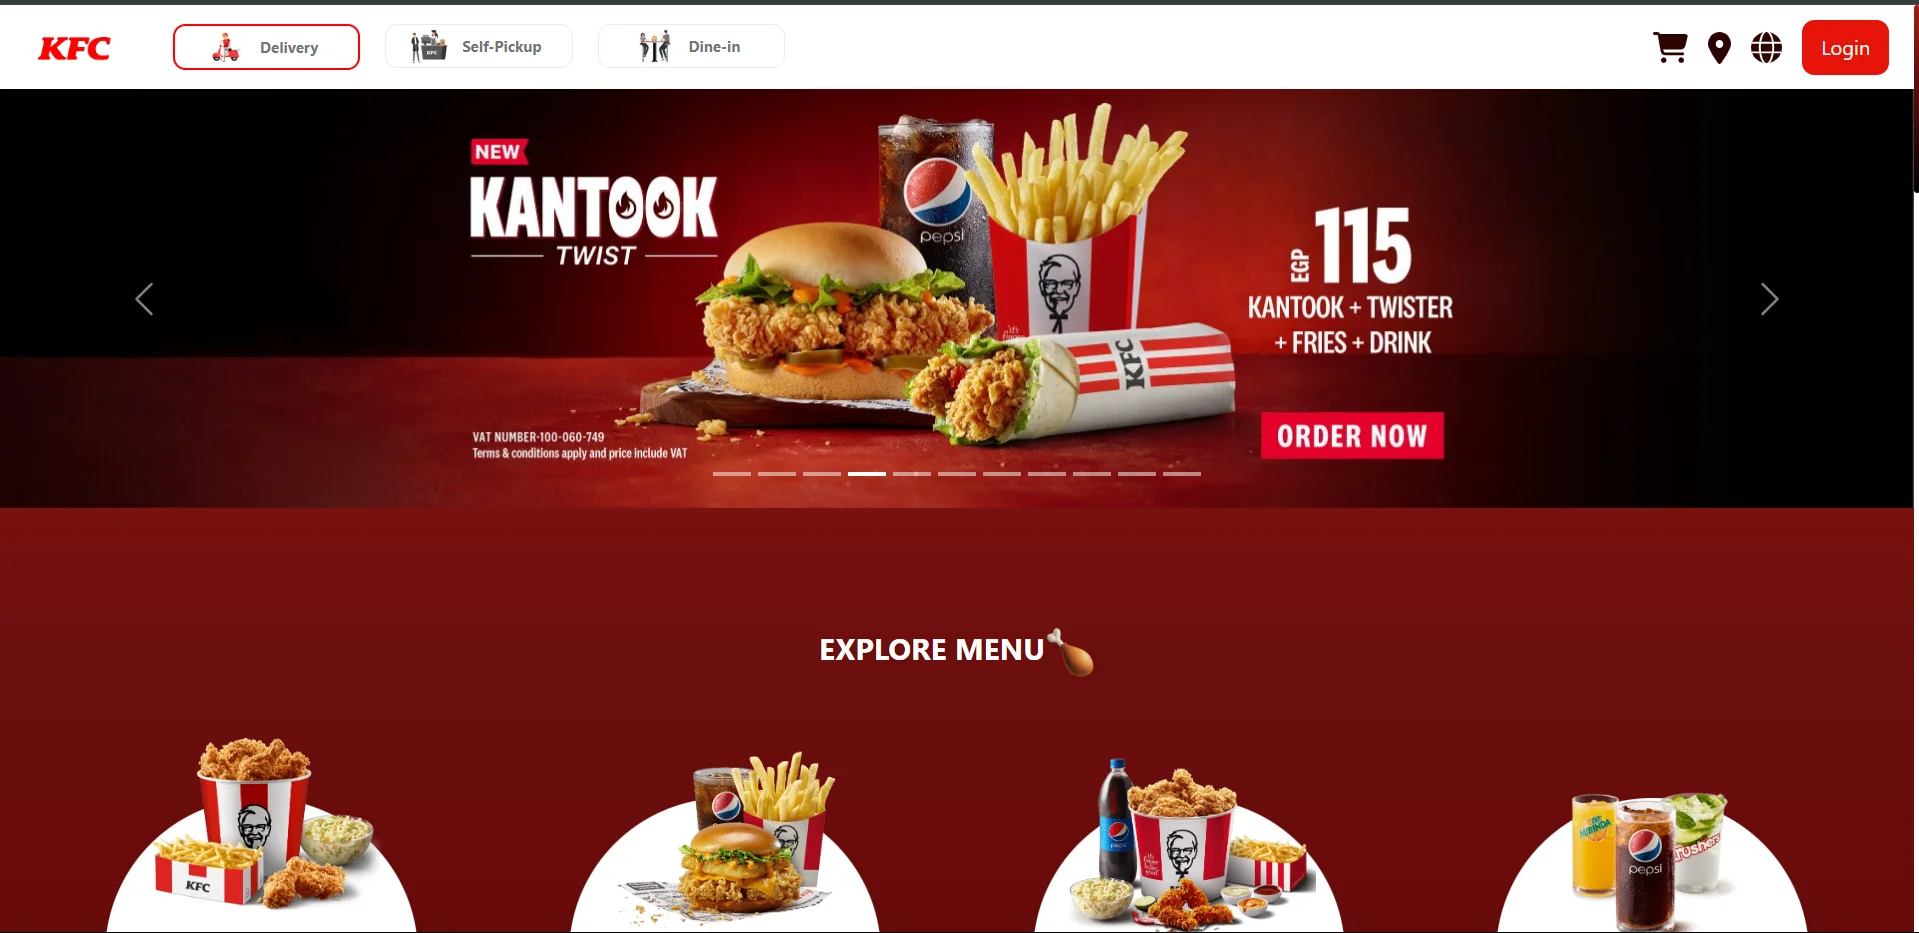 KFC
Delivery
KFC
Self-Pickup
Dine-in
Login
NEW
KANTOOK
TWIST
pepsi
EGP 115
KANTOOK + TWISTER
+ FRIES + DRINK
KFC
ORDER NOW
VAT NUMBER-100-060-749
Terms & conditions apply and price include VAT
EXPLORE MENU
KFC
pepsi
MIRINDA
pepsi